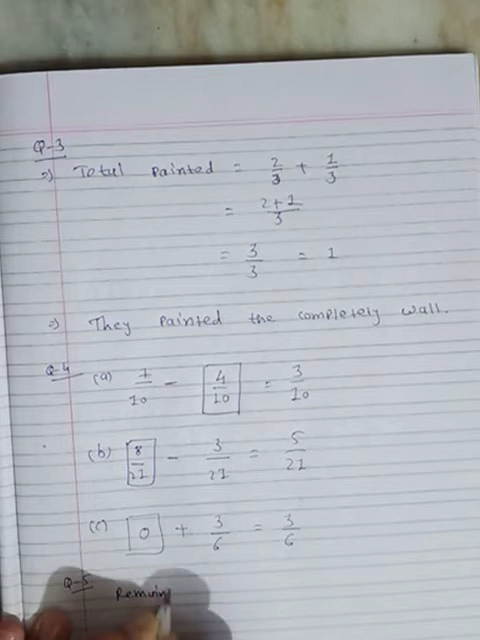 Q-3
=) Total painted = 2/3 + 1/3
= 2+1/3
= 3/3 = 1
=) They painted the completely wall.
Q-4 (a) 7/10 - 4/10 = 3/10
(b) 8/21 - 3/21 = 5/21
(c) 0 + 3/6 = 3/6
Q-5 Remain